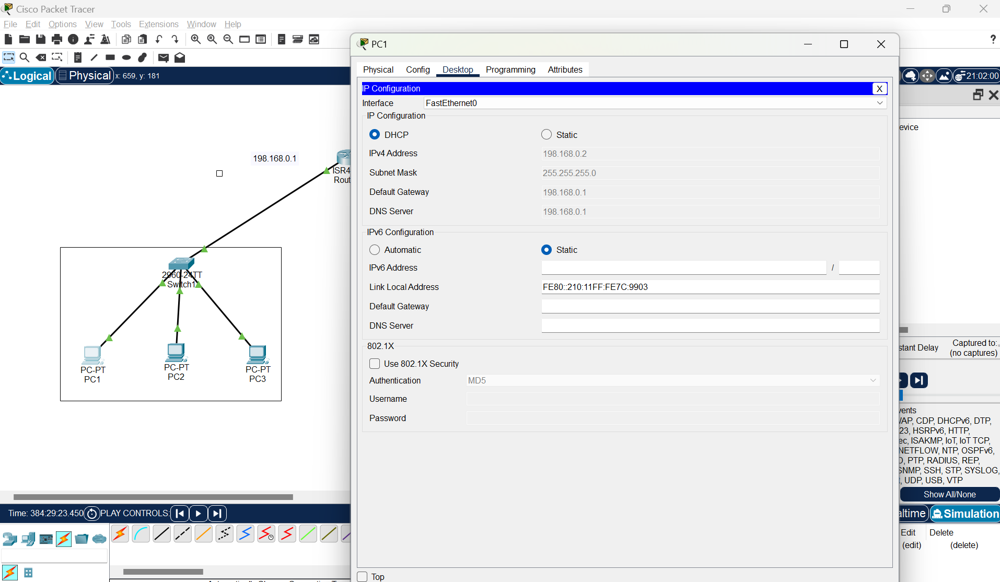 Cisco Packet Tracer
File Edit Options View Tools Extensions Window Help
?
Logical Physical x: 659, y: 181
21:02:00
198.168.0.1
ISR4
Rout
2960-24TT
Switch1
PC-PT
PC1
PC-PT
PC2
PC-PT
PC3
Time: 384:29:23.450 PLAY CONTROLS:
PC1
Physical Config Desktop Programming Attributes
IP Configuration X
Interface FastEthernet0
IP Configuration
DHCP Static
IPv4 Address 198.168.0.2
Subnet Mask 255.255.255.0
Default Gateway 198.168.0.1
DNS Server 198.168.0.1
IPv6 Configuration
Automatic Static
IPv6 Address /
Link Local Address FE80::210:11FF:FE7C:9903
Default Gateway
DNS Server
802.1X
Use 802.1X Security
Authentication MD5
Username
Password
Top
evice
stant Delay Captured to:
(no captures)
vents
AP, CDP, DHCPv6, DTP,
23, HSRPv6, HTTP,
ec, ISAKMP, IoT, IoT TCP,
NETFLOW, NTP, OSPFv6,
, PTP, RADIUS, REP,
SNMP, SSH, STP, SYSLOG,
, UDP, USB, VTP
Show All/None
altime Simulation
Edit Delete
(edit) (delete)